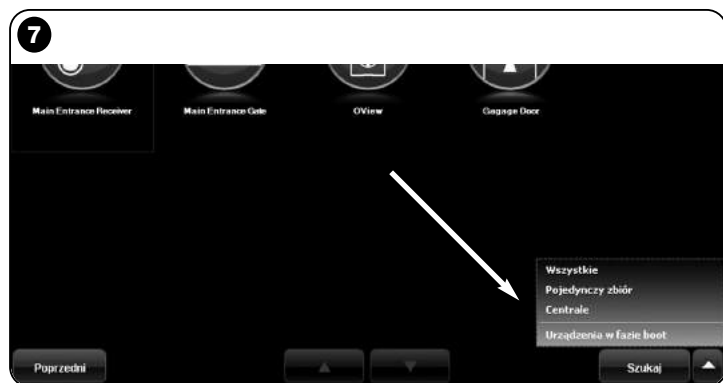 7
Main Entrance Receiver
Main Entrance Gate
OView
Gagage Door
Wszystkie
Pojedynczy zbiór
Centrale
Urządzenia w fazie boot
Poprzedni
Szukaj